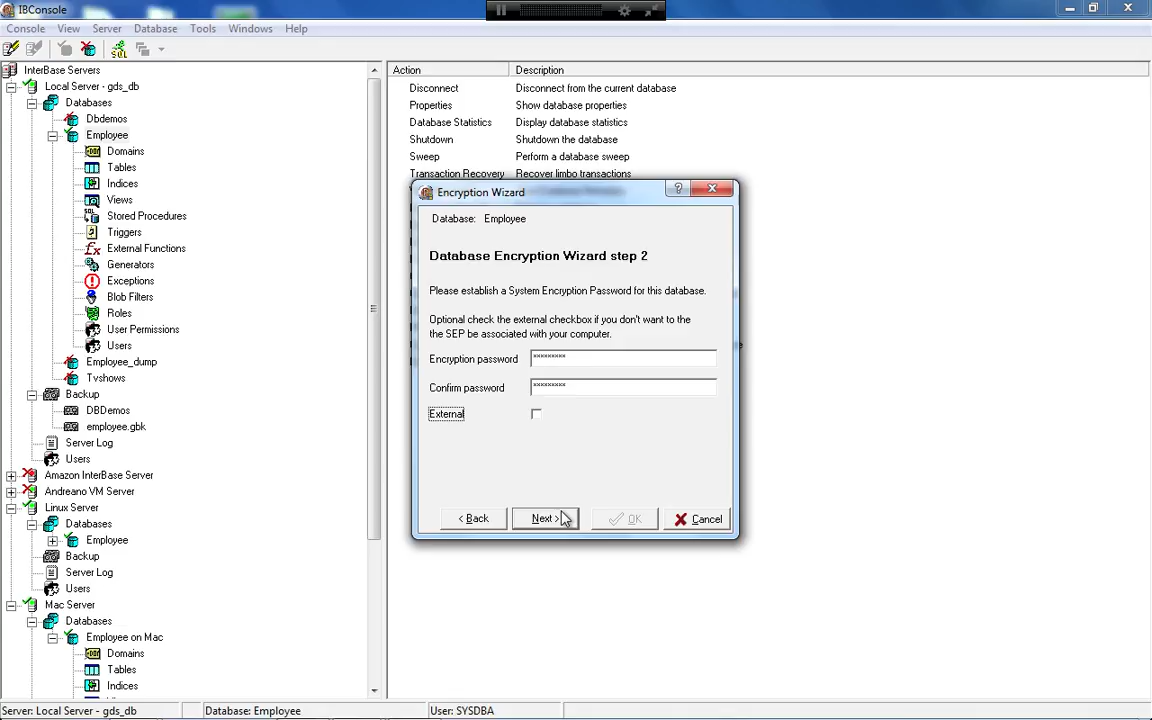 IBConsole
Console View Server Database Tools Windows Help
SQL
InterBase Servers
Local Server - gds_db
Databases
Dbdemos
Employee
Domains
Tables
Indices
Views
Stored Procedures
Triggers
External Functions
Generators
Exceptions
Blob Filters
Roles
User Permissions
Users
Employee_dump
Tvshows
Backup
DBDemos
employee.gbk
Server Log
Users
Amazon InterBase Server
Andreano VM Server
Linux Server
Databases
Employee
Backup
Server Log
Users
Mac Server
Databases
Employee on Mac
Domains
Tables
Indices
Action Description
Disconnect Disconnect from the current database
Properties Show database properties
Database Statistics Display database statistics
Shutdown Shutdown the database
Sweep Perform a database sweep
Transaction Recovery Recover limbo transactions
Encryption Wizard
Database: Employee
Database Encryption Wizard step 2
Please establish a System Encryption Password for this database.
Optional check the external checkbox if you don't want to the
the SEP be associated with your computer.
Encryption password *********
Confirm password *********
External
< Back Next > OK Cancel
Server: Local Server - gds_db Database: Employee User: SYSDBA